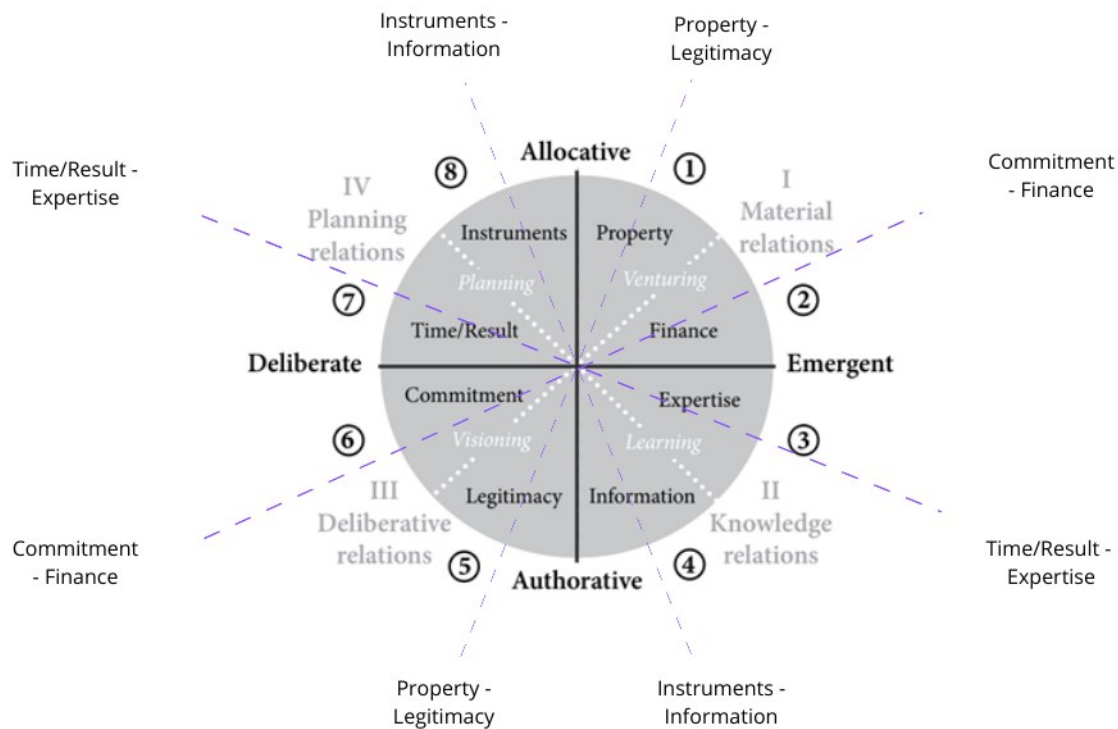 Instruments -
Information
Property -
Legitimacy
Time/Result -
Expertise
Commitment
- Finance
Allocative
⑧
①
IV
Planning
relations
I
Material
relations
Instruments
Property
Planning
Venturing
⑦
②
Time/Result
Finance
Deliberate
Emergent
Commitment
Expertise
⑥
③
Visioning
Learning
Legitimacy
Information
III
Deliberative
relations
II
Knowledge
relations
⑤
④
Authorative
Commitment
- Finance
Time/Result -
Expertise
Property -
Legitimacy
Instruments -
Information